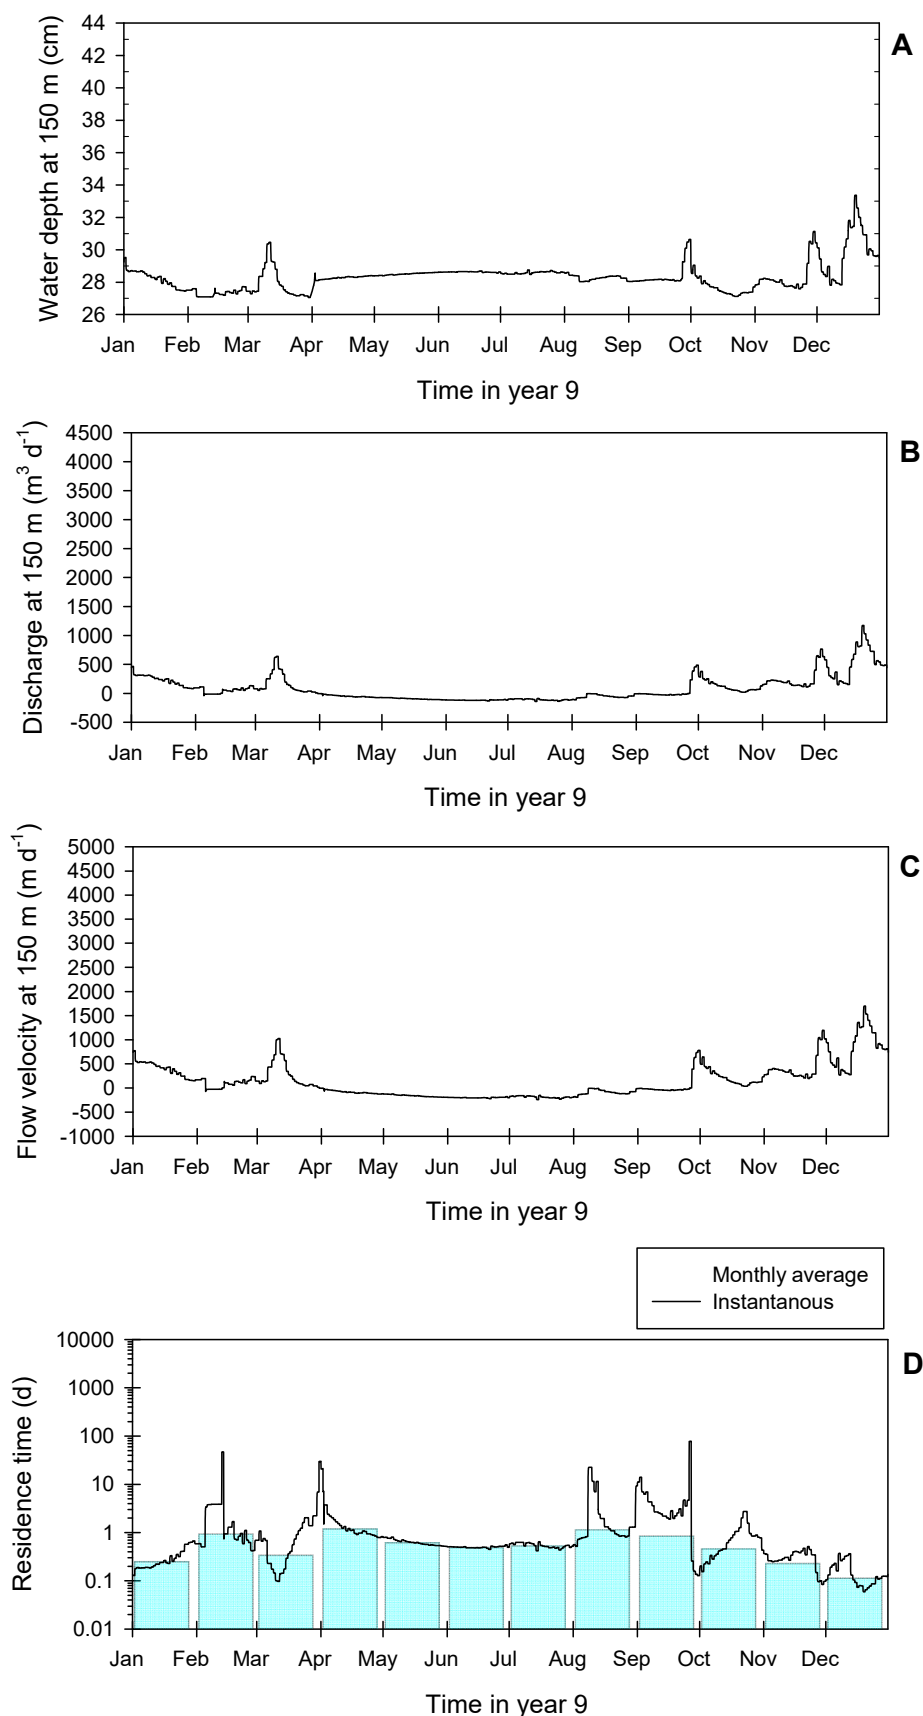 A
Water depth at 150 m (cm)
44
42
40
38
36
34
32
30
28
26
Jan Feb Mar Apr May Jun Jul Aug Sep Oct Nov Dec
Time in year 9
B
Discharge at 150 m (m³ d⁻¹)
4500
4000
3500
3000
2500
2000
1500
1000
500
0
-500
Jan Feb Mar Apr May Jun Jul Aug Sep Oct Nov Dec
Time in year 9
C
Flow velocity at 150 m (m d⁻¹)
5000
4500
4000
3500
3000
2500
2000
1500
1000
500
0
-500
-1000
Jan Feb Mar Apr May Jun Jul Aug Sep Oct Nov Dec
Time in year 9
Monthly average
Instantanous
D
Residence time (d)
10000
1000
100
10
1
0.1
0.01
Jan Feb Mar Apr May Jun Jul Aug Sep Oct Nov Dec
Time in year 9